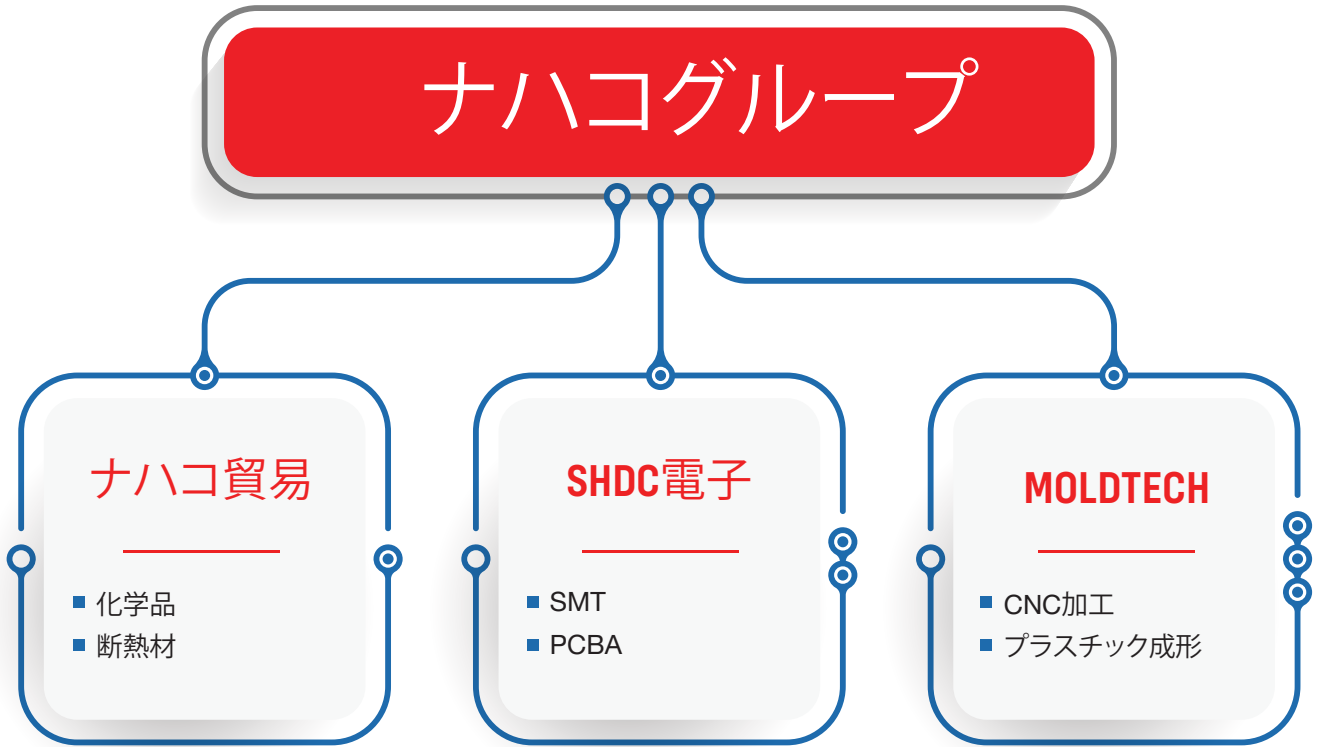 ナハコグループ
ナハコ貿易
化学品
断熱材
SHDC電子
SMT
PCBA
MOLDTECH
CNC加工
プラスチック成形